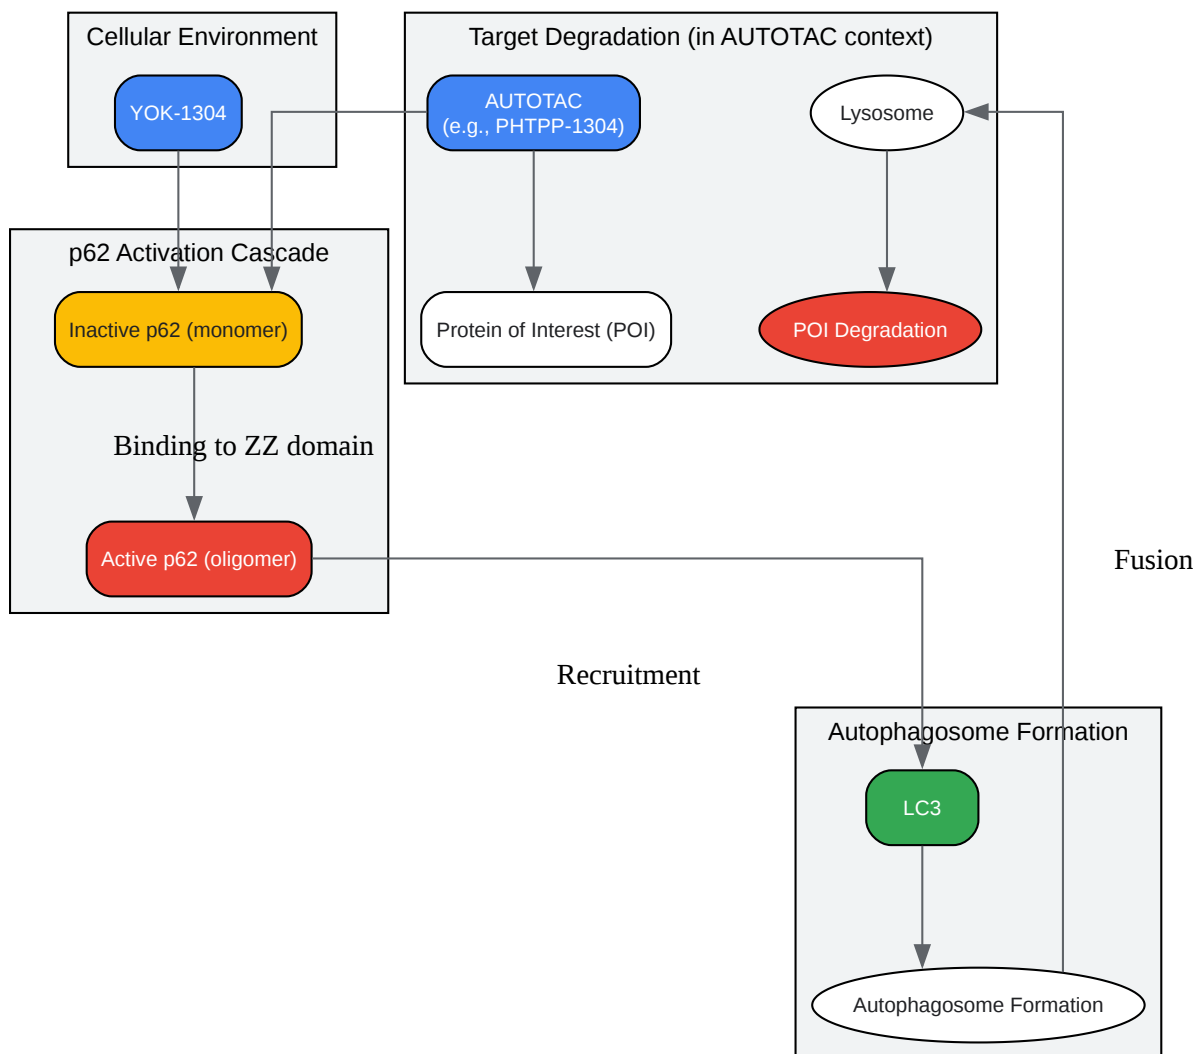 Cellular Environment
Target Degradation (in AUTOTAC context)
YOK-1304
AUTOTAC
(e.g., PHTPP-1304)
Lysosome
p62 Activation Cascade
Inactive p62 (monomer)
Protein of Interest (POI)
POI Degradation
Binding to ZZ domain
Active p62 (oligomer)
Fusion
Recruitment
Autophagosome Formation
LC3
Autophagosome Formation